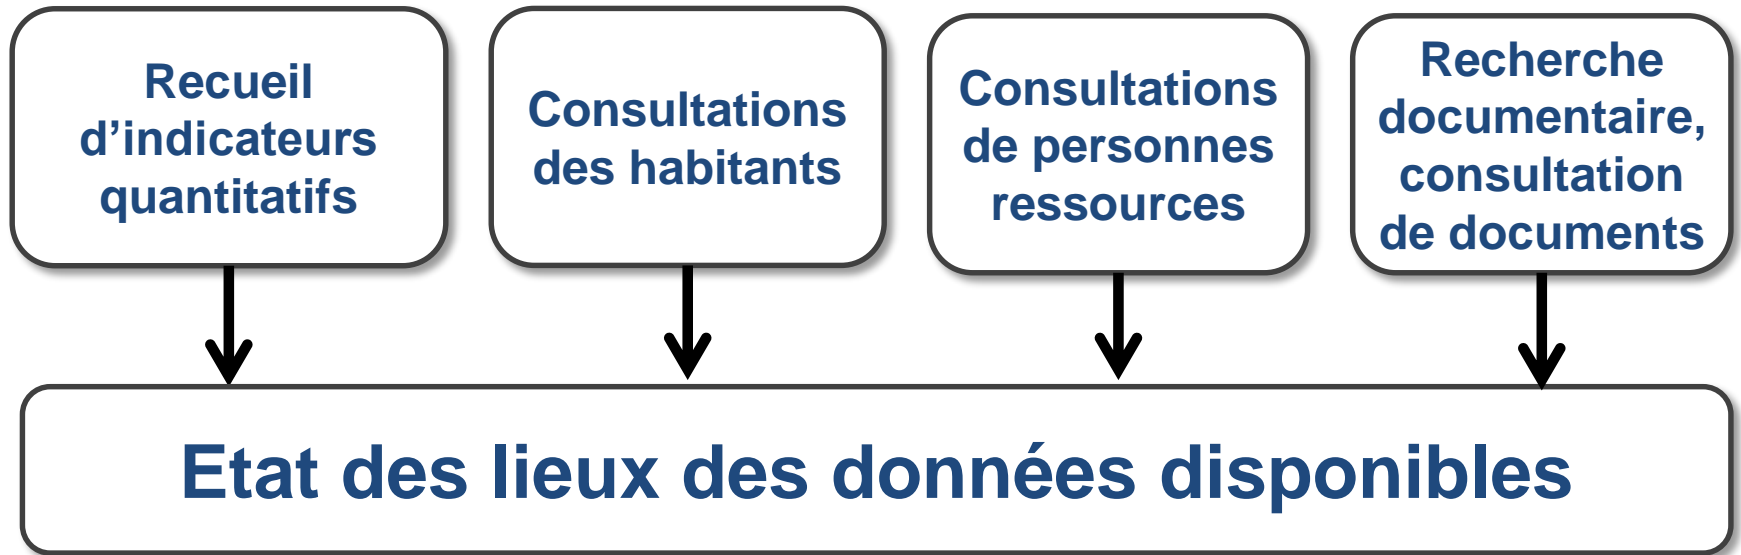 Recueil
d’indicateurs
quantitatifs
Consultations
des habitants
Consultations
de personnes
ressources
Recherche
documentaire,
consultation
de documents
Etat des lieux des données disponibles